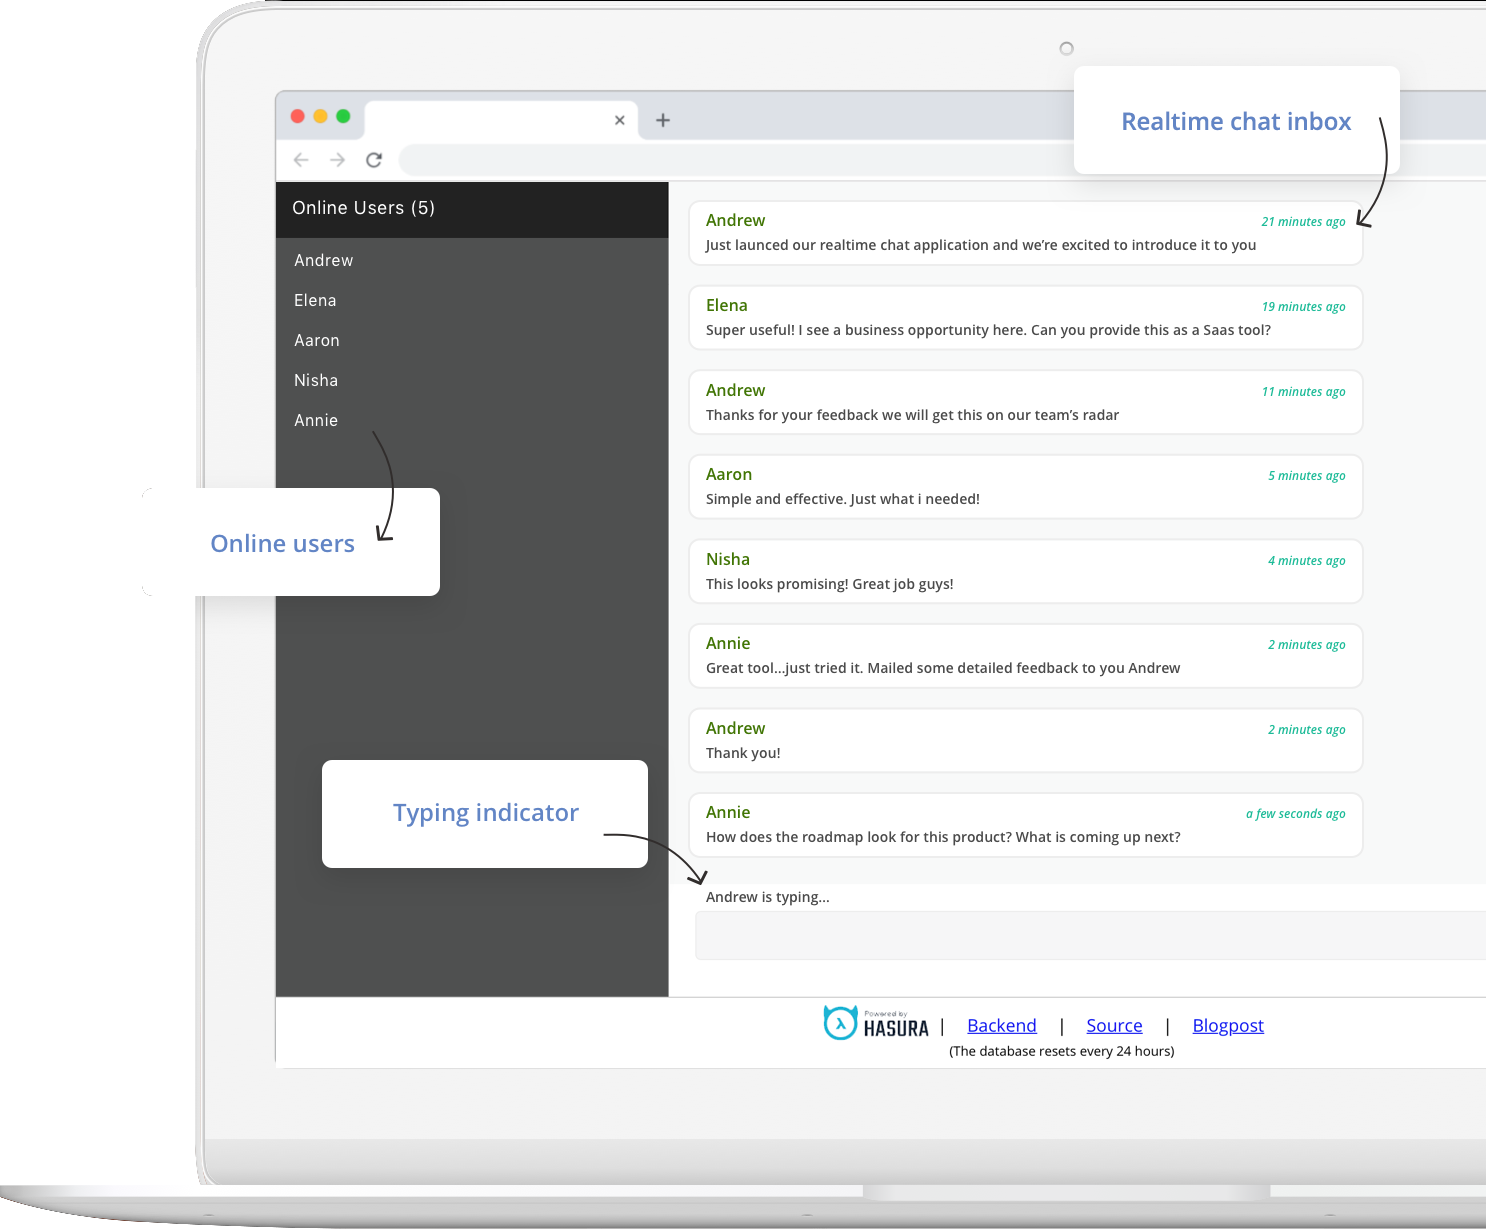 Realtime chat inbox
Online Users (5)
Andrew
Elena
Aaron
Nisha
Annie
Online users
Typing indicator
Andrew 21 minutes ago
Just launced our realtime chat application and we’re excited to introduce it to you
Elena 19 minutes ago
Super useful! I see a business opportunity here. Can you provide this as a Saas tool?
Andrew 11 minutes ago
Thanks for your feedback we will get this on our team’s radar
Aaron 5 minutes ago
Simple and effective. Just what i needed!
Nisha 4 minutes ago
This looks promising! Great job guys!
Annie 2 minutes ago
Great tool...just tried it. Mailed some detailed feedback to you Andrew
Andrew 2 minutes ago
Thank you!
Annie a few seconds ago
How does the roadmap look for this product? What is coming up next?
Andrew is typing...
Powered by
HASURA | Backend | Source | Blogpost
(The database resets every 24 hours)